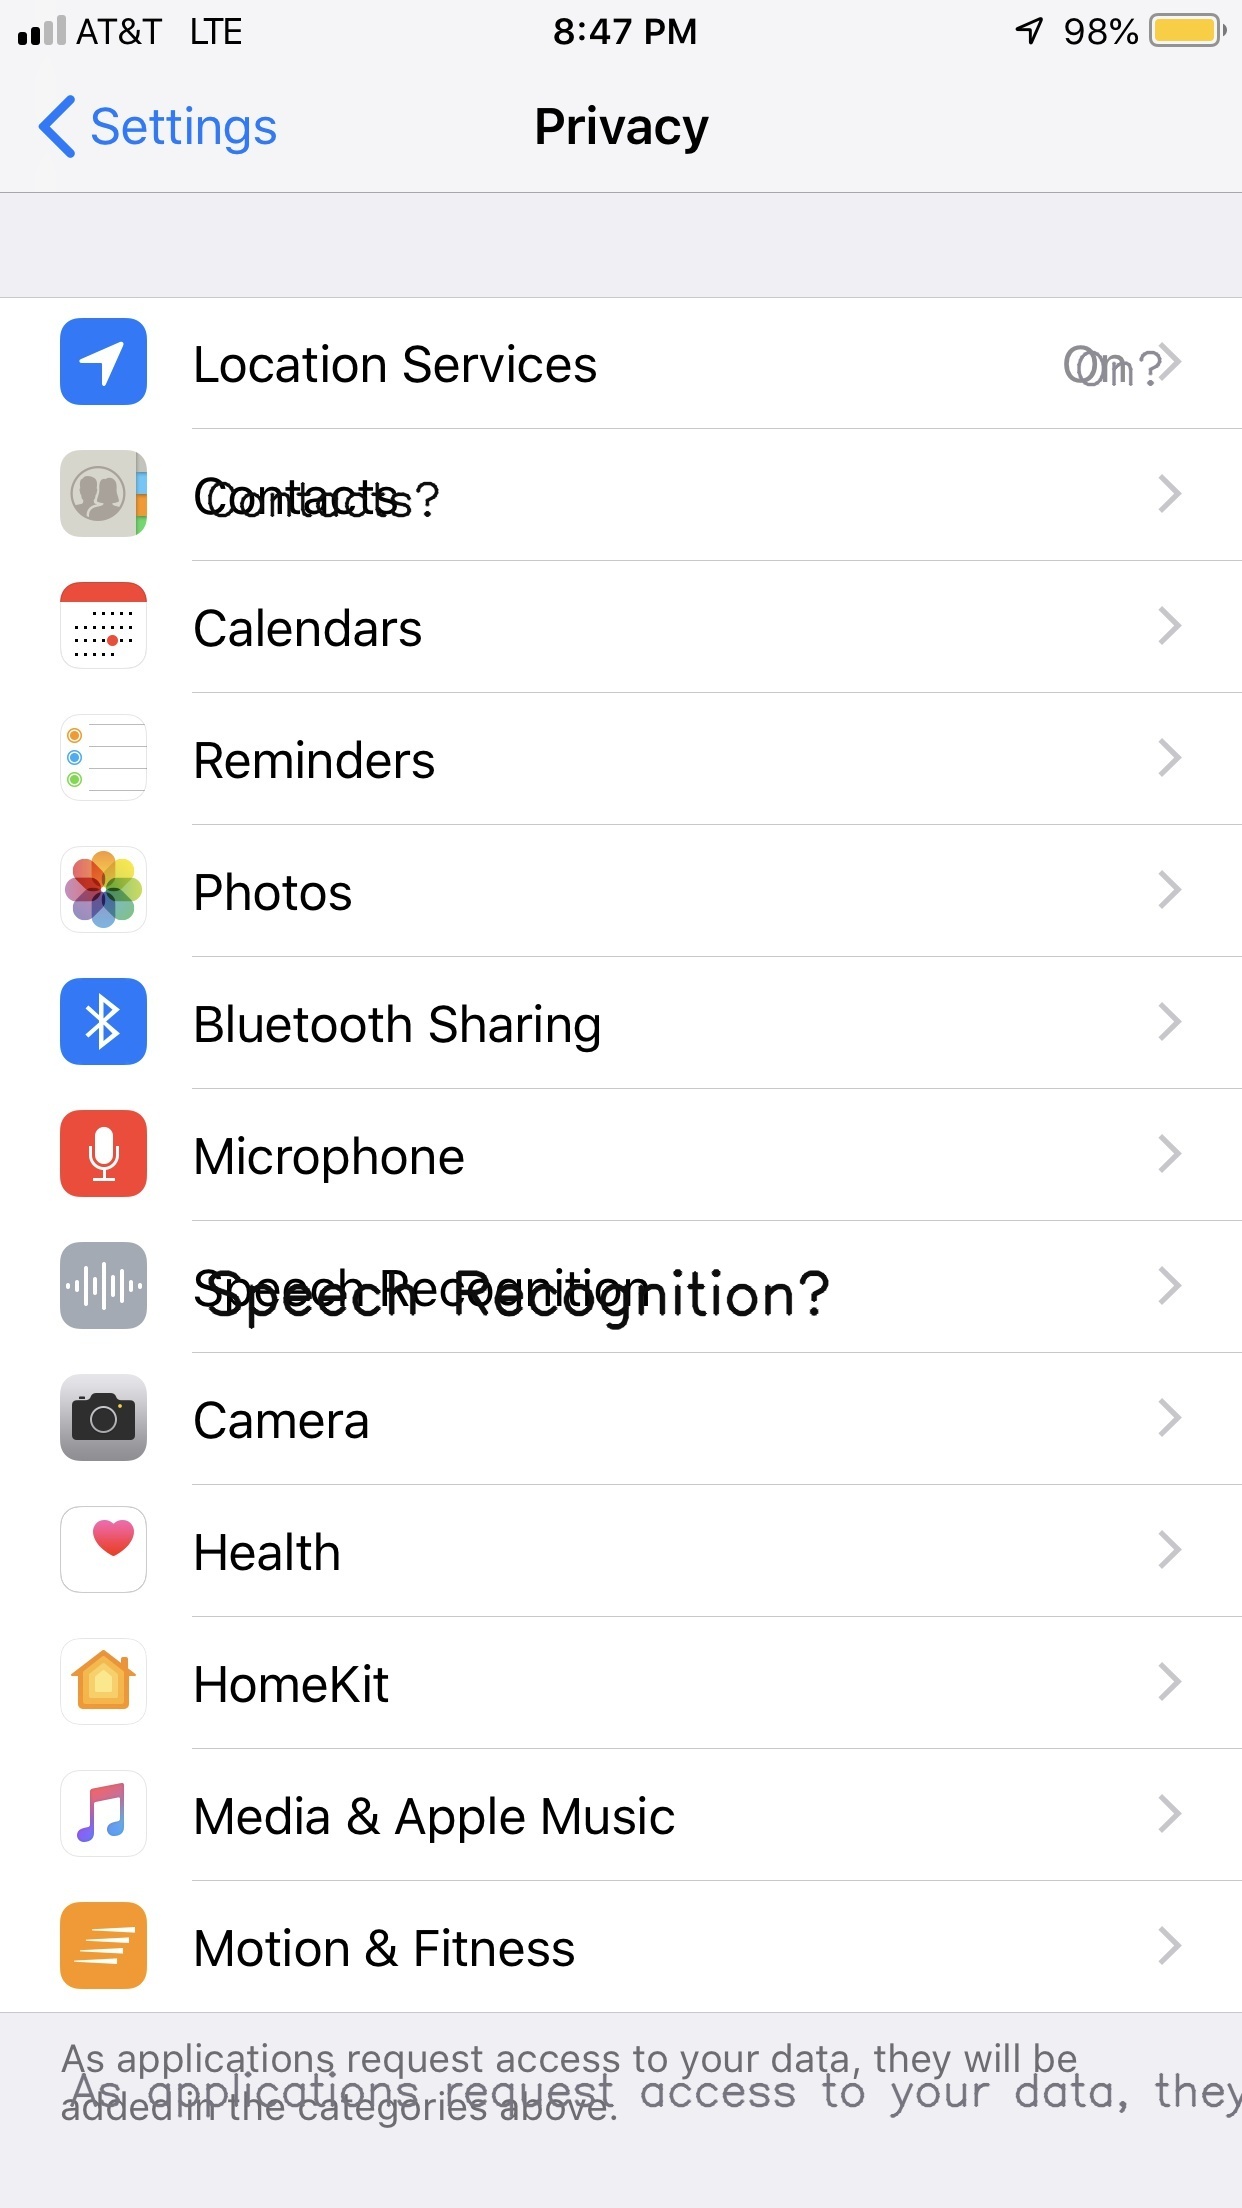 AT&T LTE 8:47 PM 98%
Settings Privacy
Location Services On On?
Contacts Contacts?
Calendars
Reminders
Photos
Bluetooth Sharing
Microphone
Speech Recognition Speech Recognition?
Camera
Health
HomeKit
Media & Apple Music
Motion & Fitness
As applications request access to your data, they will be
As applications request access to your data, they
added in the categories above.